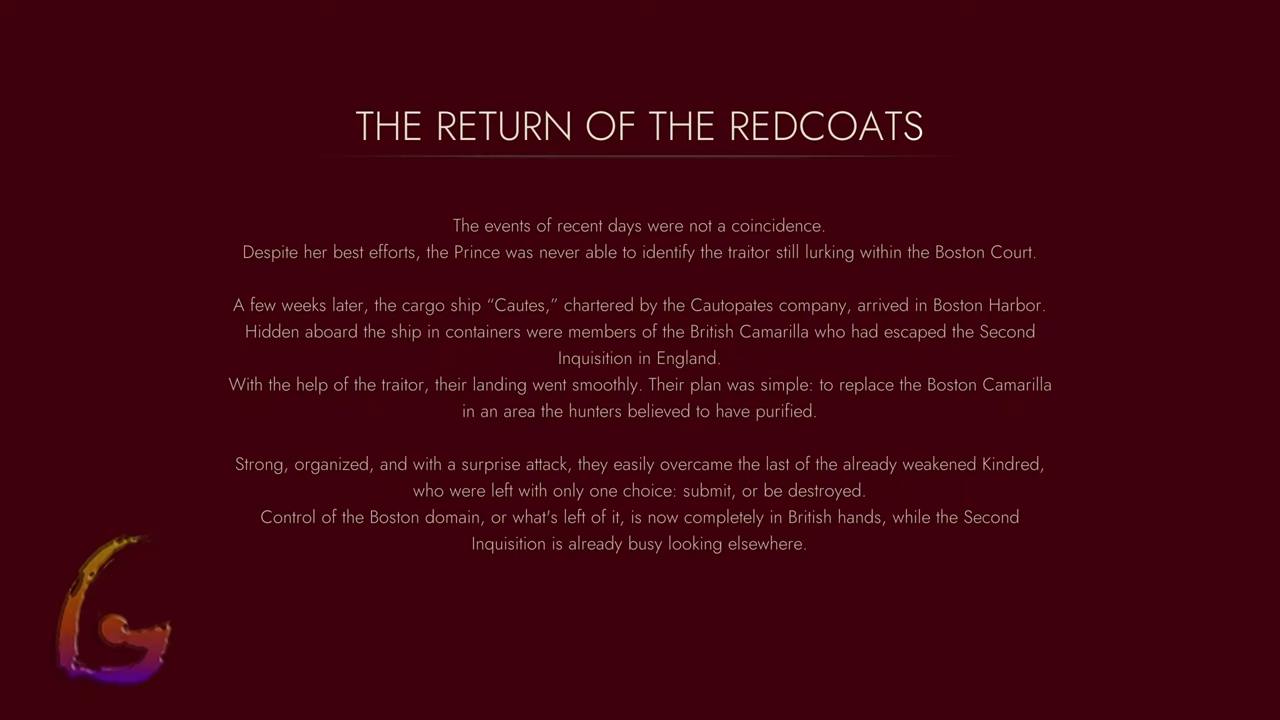 THE RETURN OF THE REDCOATS
The events of recent days were not a coincidence.
Despite her best efforts, the Prince was never able to identify the traitor still lurking within the Boston Court.
A few weeks later, the cargo ship “Cautes,” chartered by the Cautopates company, arrived in Boston Harbor.
Hidden aboard the ship in containers were members of the British Camarilla who had escaped the Second
Inquisition in England.
With the help of the traitor, their landing went smoothly. Their plan was simple: to replace the Boston Camarilla
in an area the hunters believed to have purified.
Strong, organized, and with a surprise attack, they easily overcame the last of the already weakened Kindred,
who were left with only one choice: submit, or be destroyed.
Control of the Boston domain, or what's left of it, is now completely in British hands, while the Second
Inquisition is already busy looking elsewhere.